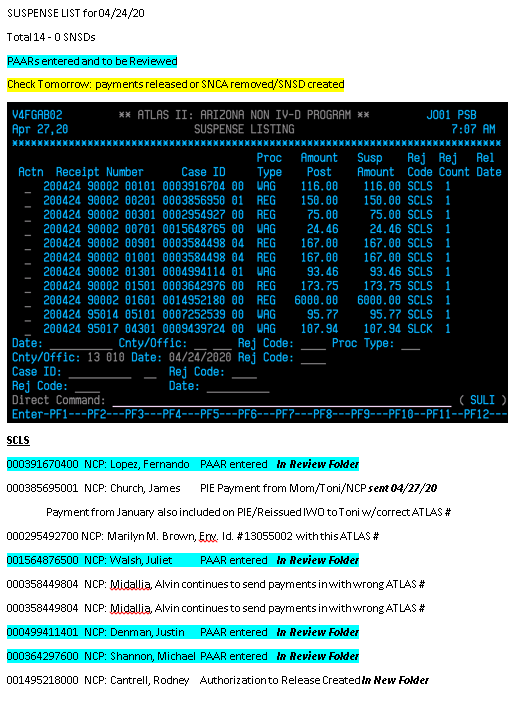 SUSPENSE LIST for 04/24/20
Total 14 - 0 SNSDs
PAARs entered and to be Reviewed
Check Tomorrow: payments released or SNCA removed/SNSD created
V4FGAB02 ** ATLAS II: ARIZONA NON IV-D PROGRAM ** J001 PSB
Apr 27,20 SUSPENSE LISTING 7:07 AM
Proc Amount Susp Rej Rej Rel
Actn Receipt Number Case ID Type Post Amount Code Count Date
_ 200424 90002 00101 0003916704 00 WAG 116.00 116.00 SCLS 1
_ 200424 90002 00201 0003856950 01 REG 150.00 150.00 SCLS 1
_ 200424 90002 00301 0002954927 00 REG 75.00 75.00 SCLS 1
_ 200424 90002 00701 0015648765 00 WAG 24.46 24.46 SCLS 1
_ 200424 90002 00901 0003584498 04 REG 167.00 167.00 SCLS 1
_ 200424 90002 01001 0003584498 04 REG 167.00 167.00 SCLS 1
_ 200424 90002 01301 0004994114 01 WAG 93.46 93.46 SCLS 1
_ 200424 90002 01501 0003642976 00 REG 173.75 173.75 SCLS 1
_ 200424 90002 01601 0014952180 00 REG 6000.00 6000.00 SCLS 1
_ 200424 95014 05101 0007252539 00 WAG 95.77 95.77 SCLS 1
_ 200424 95017 04301 0009439724 00 WAG 107.94 107.94 SLCK 1
Date: ________ Cnty/Offic: __ ___ Rej Code: ____ Proc Type: ___
Cnty/Offic: 13 010 Date: 04/24/2020 Rej Code: ____
Case ID: __________ __ Rej Code: ____
Rej Code: ____ Date: __________
Direct Command: ( SULI )
Enter-PF1---PF2---PF3---PF4---PF5---PF6---PF7---PF8---PF9---PF10--PF11--PF12---
SCLS
000391670400 NCP: Lopez, Fernando PAAR entered In Review Folder
000385695001 NCP: Church, James PIE Payment from Mom/Toni/NCP sent 04/27/20
Payment from January also included on PIE/Reissued IWO to Toni w/correct ATLAS #
000295492700 NCP: Marilyn M. Brown, Env. Id. #13055002 with this ATLAS #
001564876500 NCP: Walsh, Juliet PAAR entered In Review Folder
000358449804 NCP: Midallia, Alvin continues to send payments in with wrong ATLAS #
000358449804 NCP: Midallia, Alvin continues to send payments in with wrong ATLAS #
000499411401 NCP: Denman, Justin PAAR entered In Review Folder
000364297600 NCP: Shannon, Michael PAAR entered In Review Folder
001495218000 NCP: Cantrell, Rodney Authorization to Release Created In New Folder